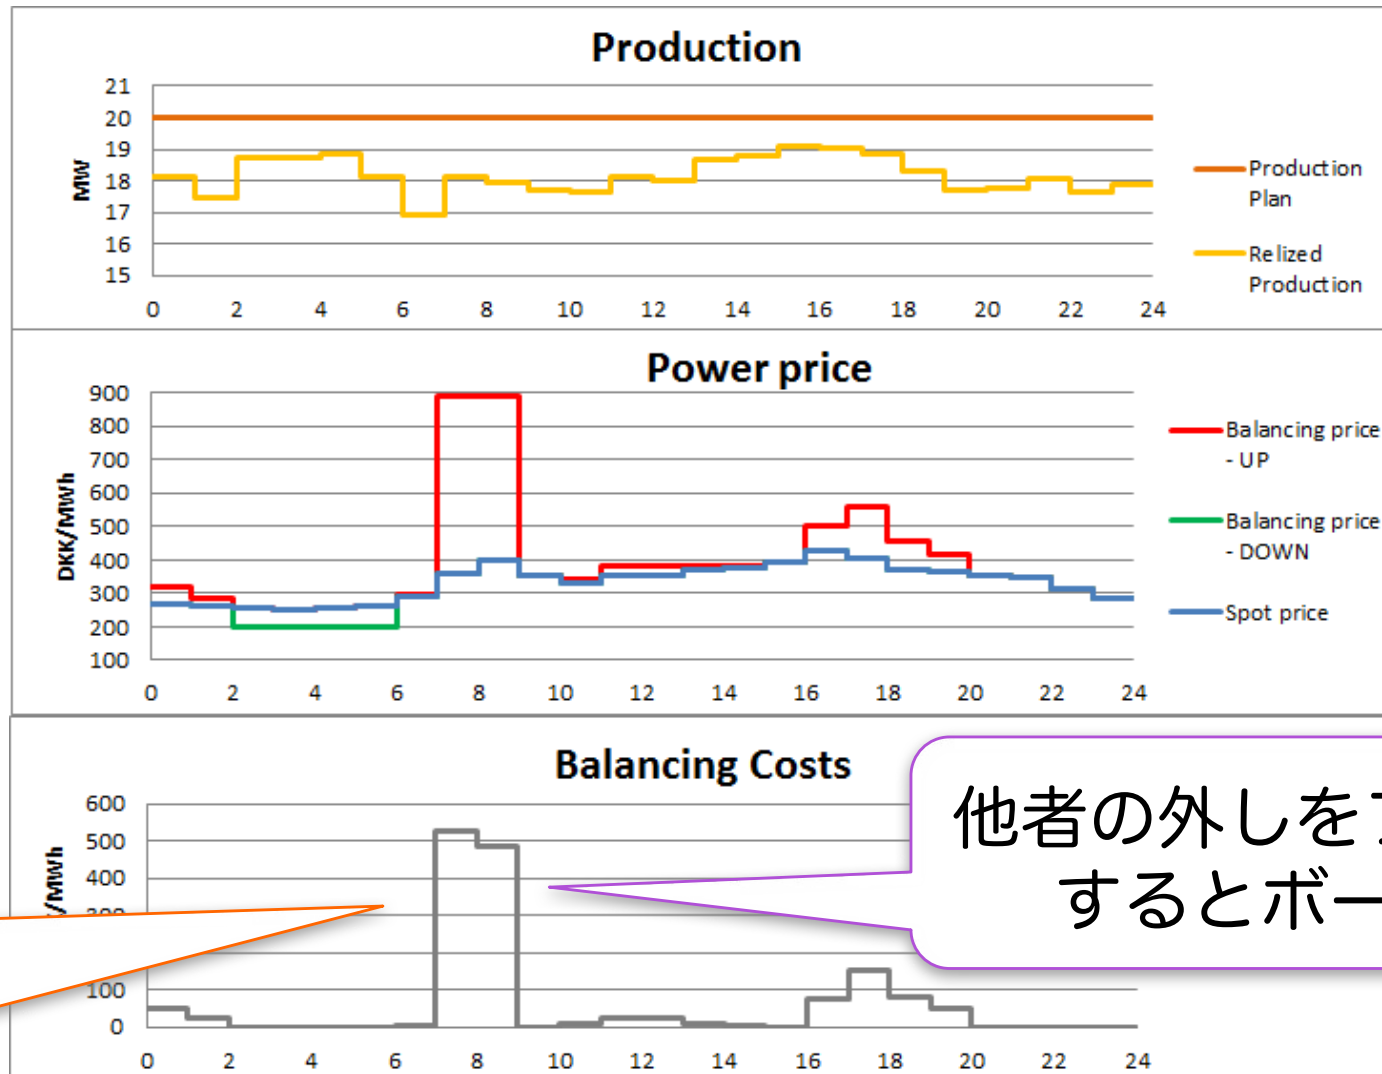 Production
21
20
19
18
17
16
15
MW
0 2 4 6 8 10 12 14 16 18 20 22 24
Production
Plan
Relized
Production
Power price
900
800
700
600
500
400
300
200
100
DKK/MWh
0 2 4 6 8 10 12 14 16 18 20 22 24
Balancing price
- UP
Balancing price
- DOWN
Spot price
Balancing Costs
600
500
400
300
100
0
/MWh
0 2 4 6 8 10 12 14 16 18 20 22 24
他者の外しを
するとボー